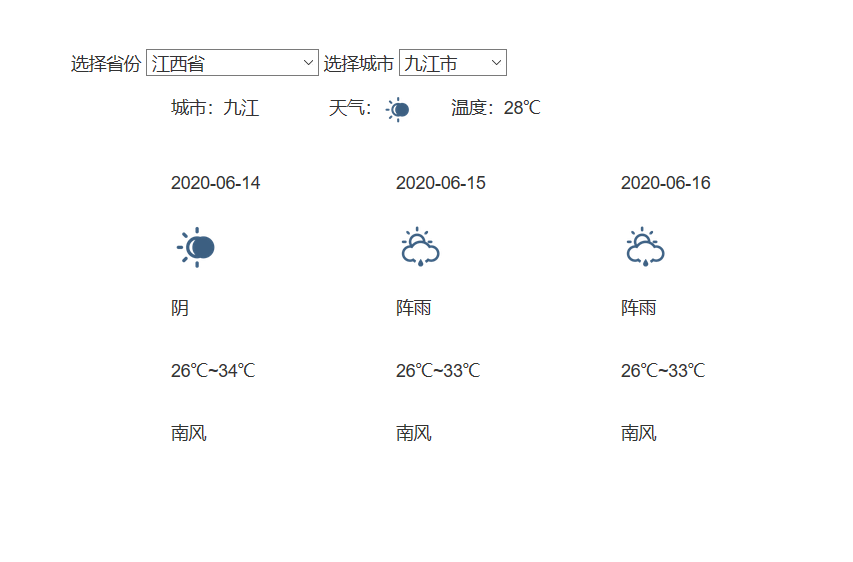 选择省份 江西省 选择城市 九江市
城市：九江 天气： 温度：28℃
2020-06-14 2020-06-15 2020-06-16
阴 阵雨 阵雨
26℃~34℃ 26℃~33℃ 26℃~33℃
南风 南风 南风